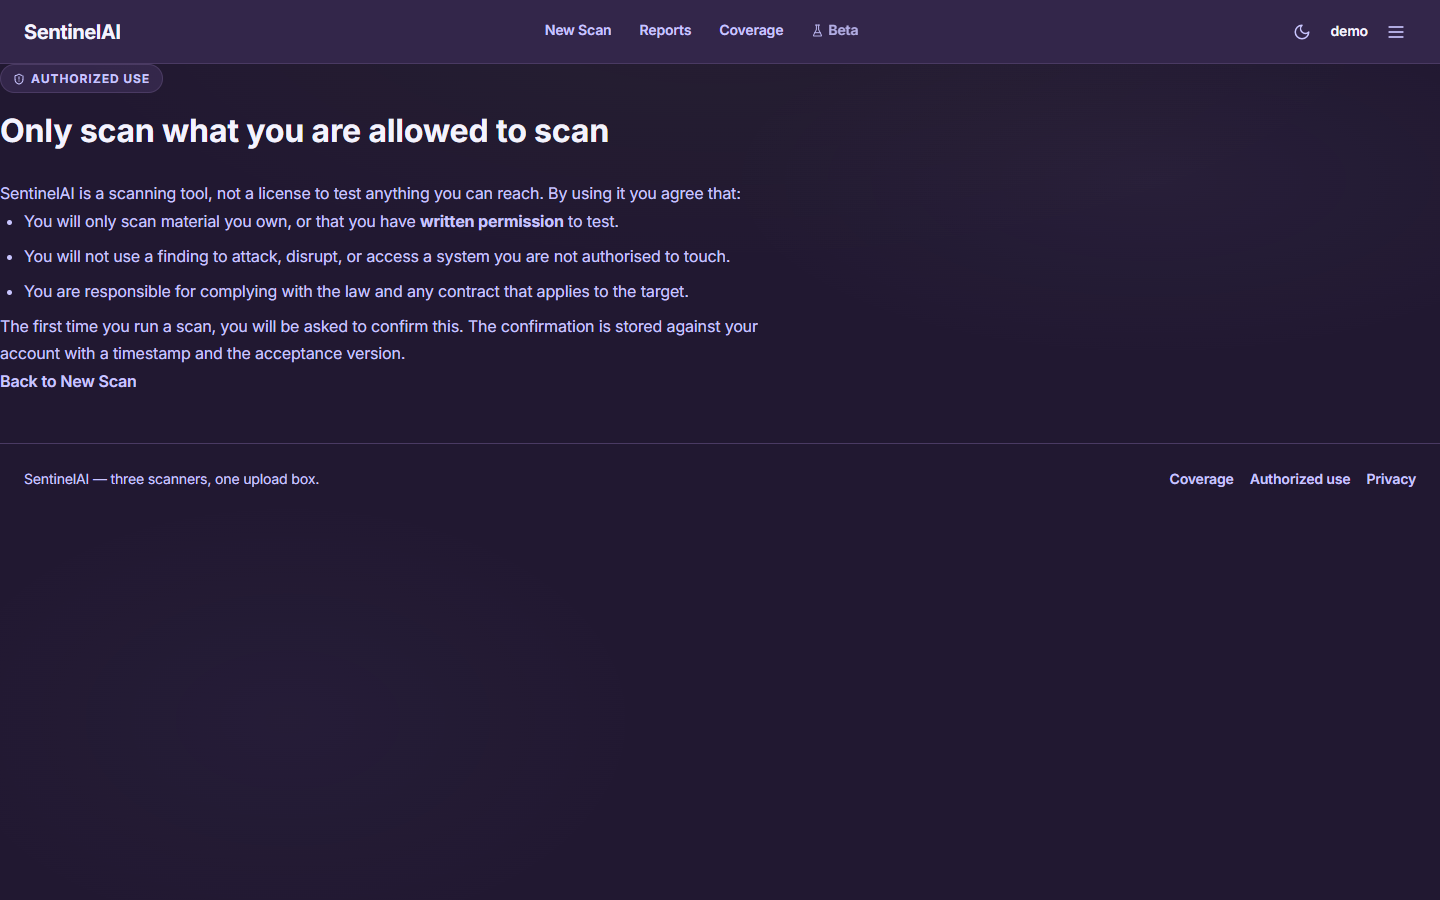 SentinelAI
New Scan
Reports
Coverage
Beta
demo
AUTHORIZED USE
Only scan what you are allowed to scan
SentinelAI is a scanning tool, not a license to test anything you can reach. By using it you agree that:
• You will only scan material you own, or that you have written permission to test.
• You will not use a finding to attack, disrupt, or access a system you are not authorised to touch.
• You are responsible for complying with the law and any contract that applies to the target.
The first time you run a scan, you will be asked to confirm this. The confirmation is stored against your
account with a timestamp and the acceptance version.
Back to New Scan
SentinelAI — three scanners, one upload box.
Coverage
Authorized use
Privacy